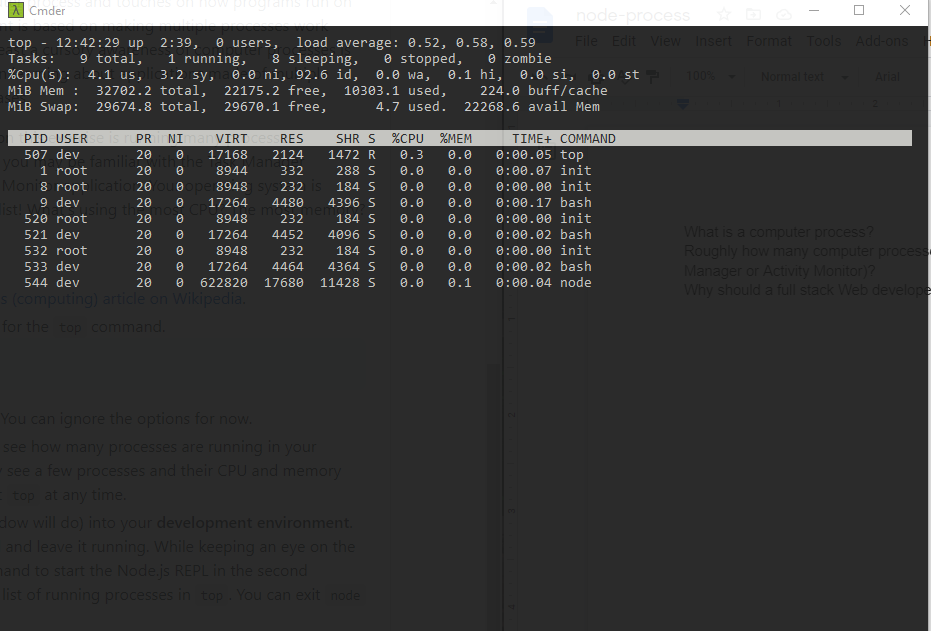 Cmder
top - 12:42:29 up  2:39,  0 users,  load average: 0.52, 0.58, 0.59
Tasks:   9 total,   1 running,   8 sleeping,   0 stopped,   0 zombie
%Cpu(s):  4.1 us,  3.2 sy,  0.0 ni, 92.6 id,  0.0 wa,  0.1 hi,  0.0 si,  0.0 st
MiB Mem :  32702.2 total,  22175.2 free,  10303.1 used,    224.0 buff/cache
MiB Swap:  29674.8 total,  29670.1 free,      4.7 used.  22268.6 avail Mem
PID USER      PR  NI    VIRT    RES    SHR S  %CPU  %MEM     TIME+ COMMAND
507 dev       20   0   17168   2124   1472 R   0.3   0.0   0:00.05 top
1 root      20   0    8944    332    288 S   0.0   0.0   0:00.07 init
8 root      20   0    8948    232    184 S   0.0   0.0   0:00.00 init
9 dev       20   0   17264   4480   4396 S   0.0   0.0   0:00.17 bash
520 root      20   0    8948    232    184 S   0.0   0.0   0:00.00 init
521 dev       20   0   17264   4452   4096 S   0.0   0.0   0:00.02 bash
532 root      20   0    8948    232    184 S   0.0   0.0   0:00.00 init
533 dev       20   0   17264   4464   4364 S   0.0   0.0   0:00.02 bash
544 dev       20   0  622820  17680  11428 S   0.0   0.1   0:00.04 node
s (computing) article on Wikipedia.
for the top command.
You can ignore the options for now.
see how many processes are running in your
see a few processes and their CPU and memory
top at any time.
dow will do) into your development environment.
and leave it running. While keeping an eye on the
mand to start the Node.js REPL in the second
list of running processes in top. You can exit node
node-process
File Edit View Insert Format Tools Add-ons H
100% Normal text Arial
What is a computer process?
Roughly how many computer process
Manager or Activity Monitor)?
Why should a full stack Web develope